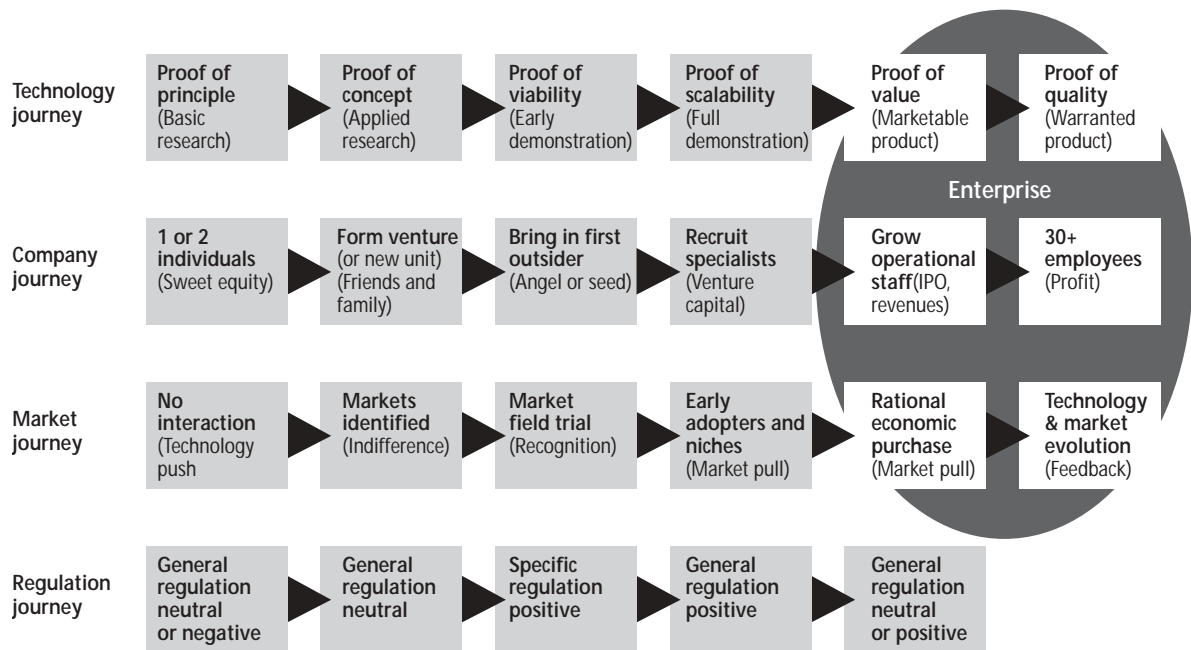 Technology
journey
Proof of
principle
(Basic
research)
Proof of
concept
(Applied
research)
Proof of
viability
(Early
demonstration)
Proof of
scalability
(Full
demonstration)
Proof of
value
(Marketable
product)
Proof of
quality
(Warranted
product)
Enterprise
Company
journey
1 or 2
individuals
(Sweet equity)
Form venture
(or new unit)
(Friends and
family)
Bring in first
outsider
(Angel or seed)
Recruit
specialists
(Venture
capital)
Grow
operational
staff(IPO,
revenues)
30+
employees
(Profit)
Market
journey
No
interaction
(Technology
push
Markets
identified
(Indifference)
Market
field trial
(Recognition)
Early
adopters and
niches
(Market pull)
Rational
economic
purchase
(Market pull)
Technology
& market
evolution
(Feedback)
Regulation
journey
General
regulation
neutral
or negative
General
regulation
neutral
Specific
regulation
positive
General
regulation
positive
General
regulation
neutral
or positive